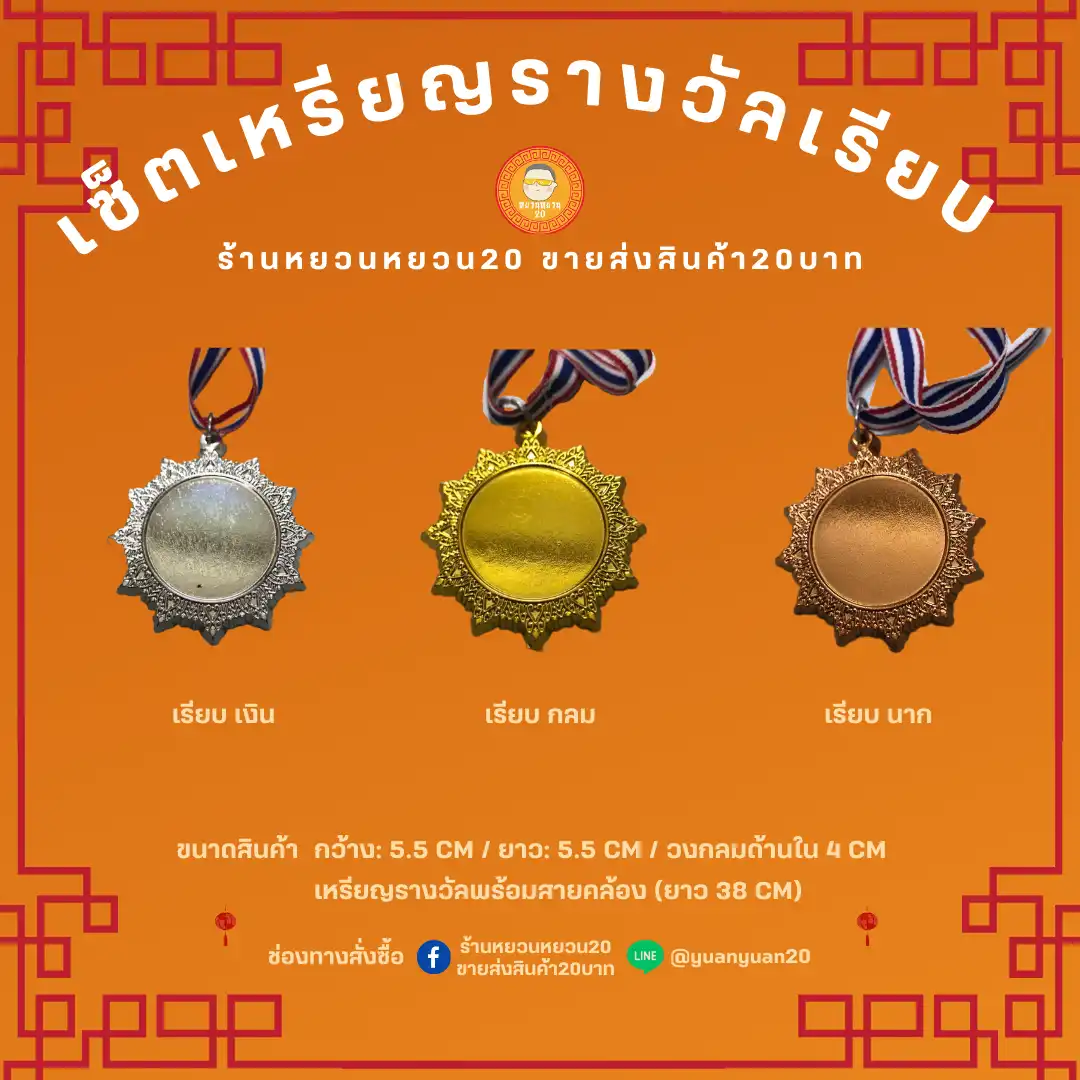 เซ็ตเหรียญรางวัลเรียบ
หยวนหยวน
20
ร้านหยวนหยวน20 ขายส่งสินค้า20บาท
เรียบ เงิน
เรียบ กลม
เรียบ นาก
ขนาดสินค้า กว้าง: 5.5 CM / ยาว: 5.5 CM / วงกลมด้านใน 4 CM
เหรียญรางวัลพร้อมสายคล้อง (ยาว 38 CM)
ช่องทางสั่งซื้อ
ร้านหยวนหยวน20
ขายส่งสินค้า20บาท
LINE
@yuanyuan20